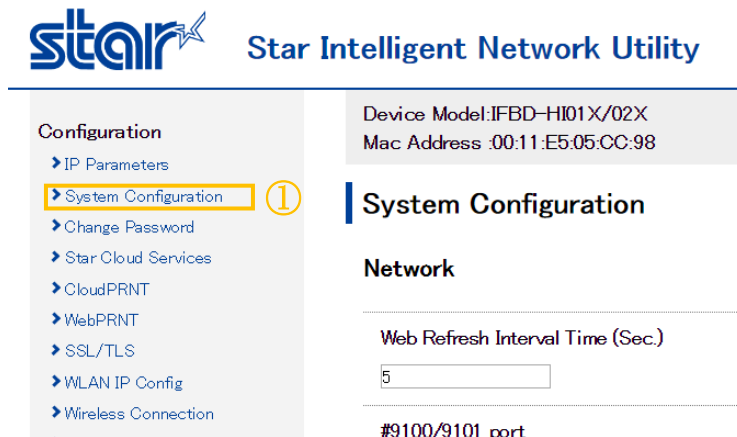 star
Star Intelligent Network Utility
Configuration
IP Parameters
System Configuration
①
Change Password
Star Cloud Services
CloudPRNT
WebPRNT
SSL/TLS
WLAN IP Config
Wireless Connection
Device Model:IFBD-HI01X/02X
Mac Address :00:11:E5:05:CC:98
System Configuration
Network
Web Refresh Interval Time (Sec.)
5
#9100/9101 port